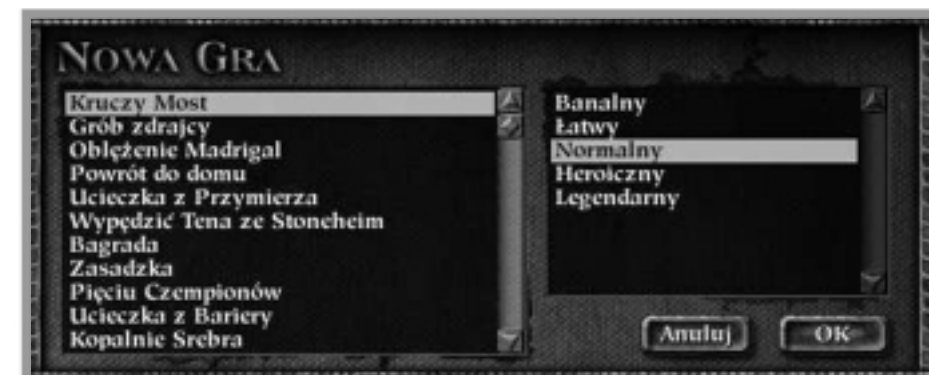 Nowa Gra
Kruczy Most
Grób zdrajcy
Oblężenie Madrigal
Powrót do domu
Ucieczka z Przymierza
Wypędzić Tena ze Stoneheim
Bagrada
Zasadzka
Pięciu Czempionów
Ucieczka z Bariery
Kopalnie Srebra
Banalny
Łatwy
Normalny
Heroiczny
Legendarny
Anuluj
OK